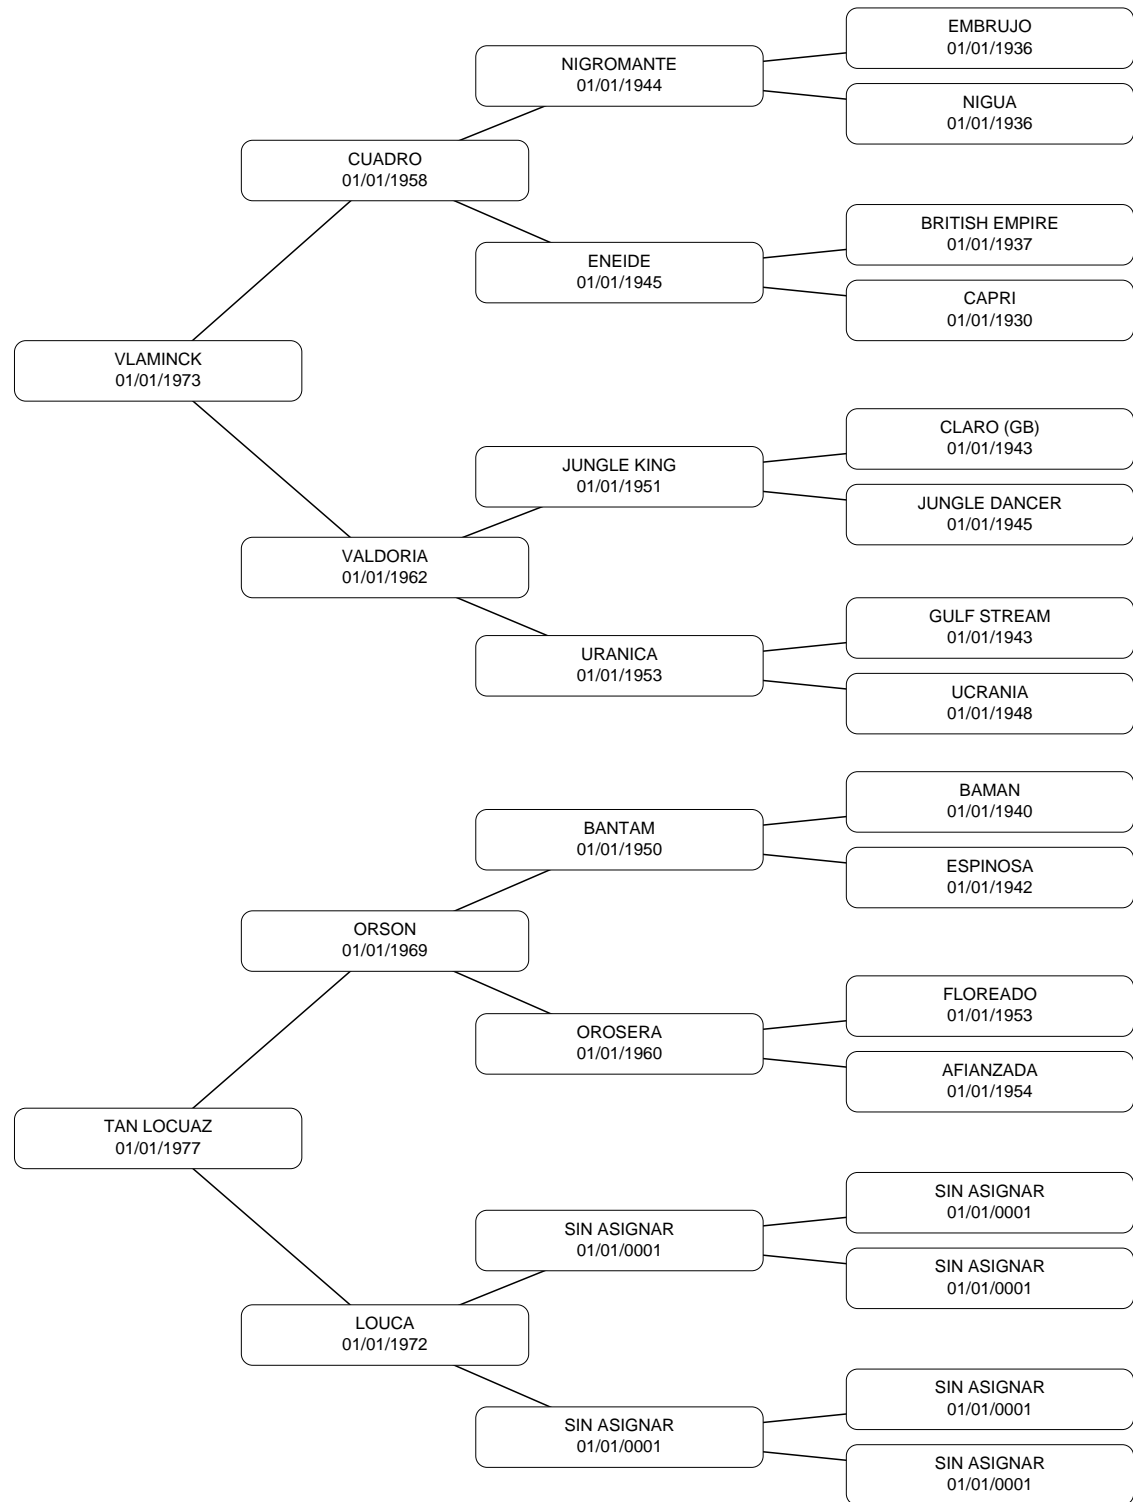 EMBRUJO
01/01/1936
NIGROMANTE
01/01/1944
NIGUA
01/01/1936
CUADRO
01/01/1958
BRITISH EMPIRE
01/01/1937
ENEIDE
01/01/1945
CAPRI
01/01/1930
VLAMINCK
01/01/1973
CLARO (GB)
01/01/1943
JUNGLE KING
01/01/1951
JUNGLE DANCER
01/01/1945
VALDORIA
01/01/1962
GULF STREAM
01/01/1943
URANICA
01/01/1953
UCRANIA
01/01/1948
BAMAN
01/01/1940
BANTAM
01/01/1950
ESPINOSA
01/01/1942
ORSON
01/01/1969
FLOREADO
01/01/1953
OROSERA
01/01/1960
AFIANZADA
01/01/1954
TAN LOCUAZ
01/01/1977
SIN ASIGNAR
01/01/0001
SIN ASIGNAR
01/01/0001
SIN ASIGNAR
01/01/0001
LOUCA
01/01/1972
SIN ASIGNAR
01/01/0001
SIN ASIGNAR
01/01/0001
SIN ASIGNAR
01/01/0001